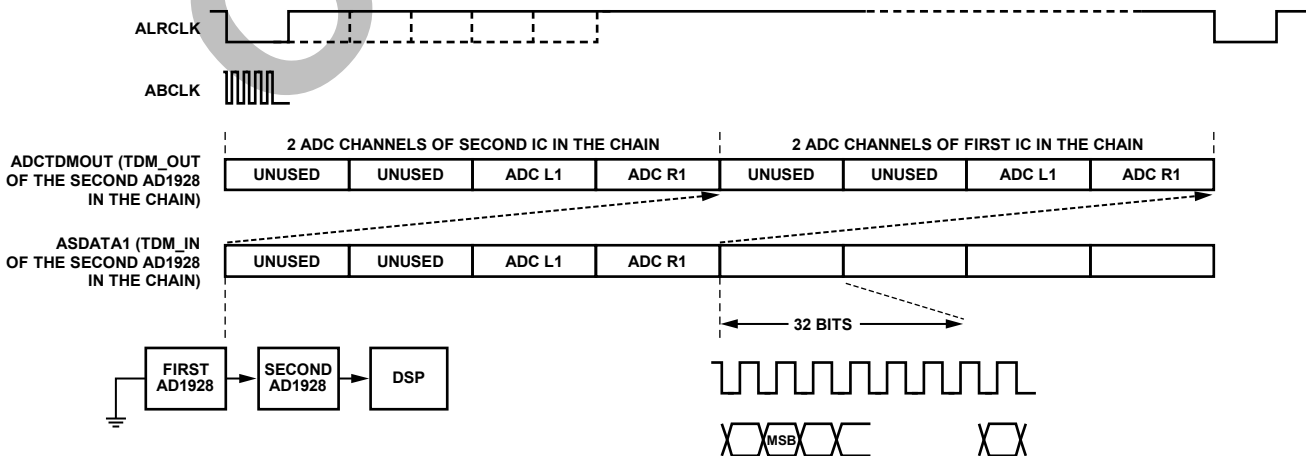 ALRCLK
ABCLK
2 ADC CHANNELS OF SECOND IC IN THE CHAIN
2 ADC CHANNELS OF FIRST IC IN THE CHAIN
ADCTDMOUT (TDM_OUT
OF THE SECOND AD1928
IN THE CHAIN)
UNUSED UNUSED ADC L1 ADC R1 UNUSED UNUSED ADC L1 ADC R1
ASDATA1 (TDM_IN
OF THE SECOND AD1928
IN THE CHAIN)
UNUSED UNUSED ADC L1 ADC R1
32 BITS
FIRST
AD1928
SECOND
AD1928
DSP
MSB